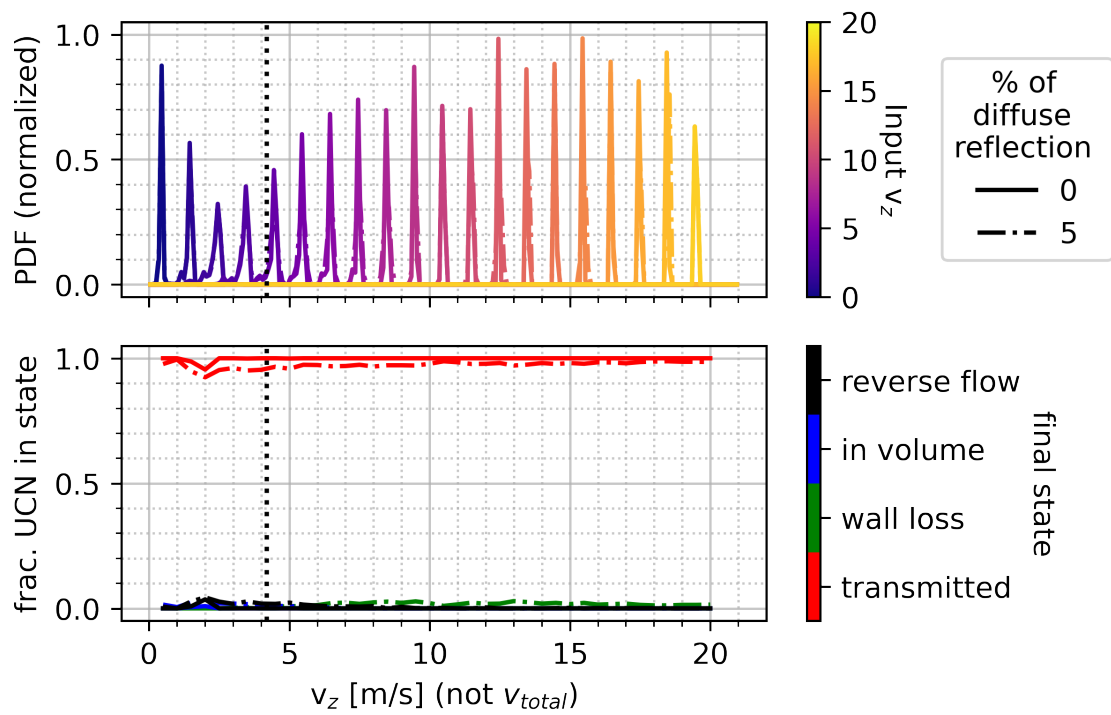 PDF (normalized)
1.0
0.5
0.0
20
15
10
5
0
Input v_z
% of
diffuse
reflection
0
5
frac. UCN in state
1.0
0.5
0.0
0 5 10 15 20
v_z [m/s] (not v_total)
reverse flow
in volume
wall loss
transmitted
final state